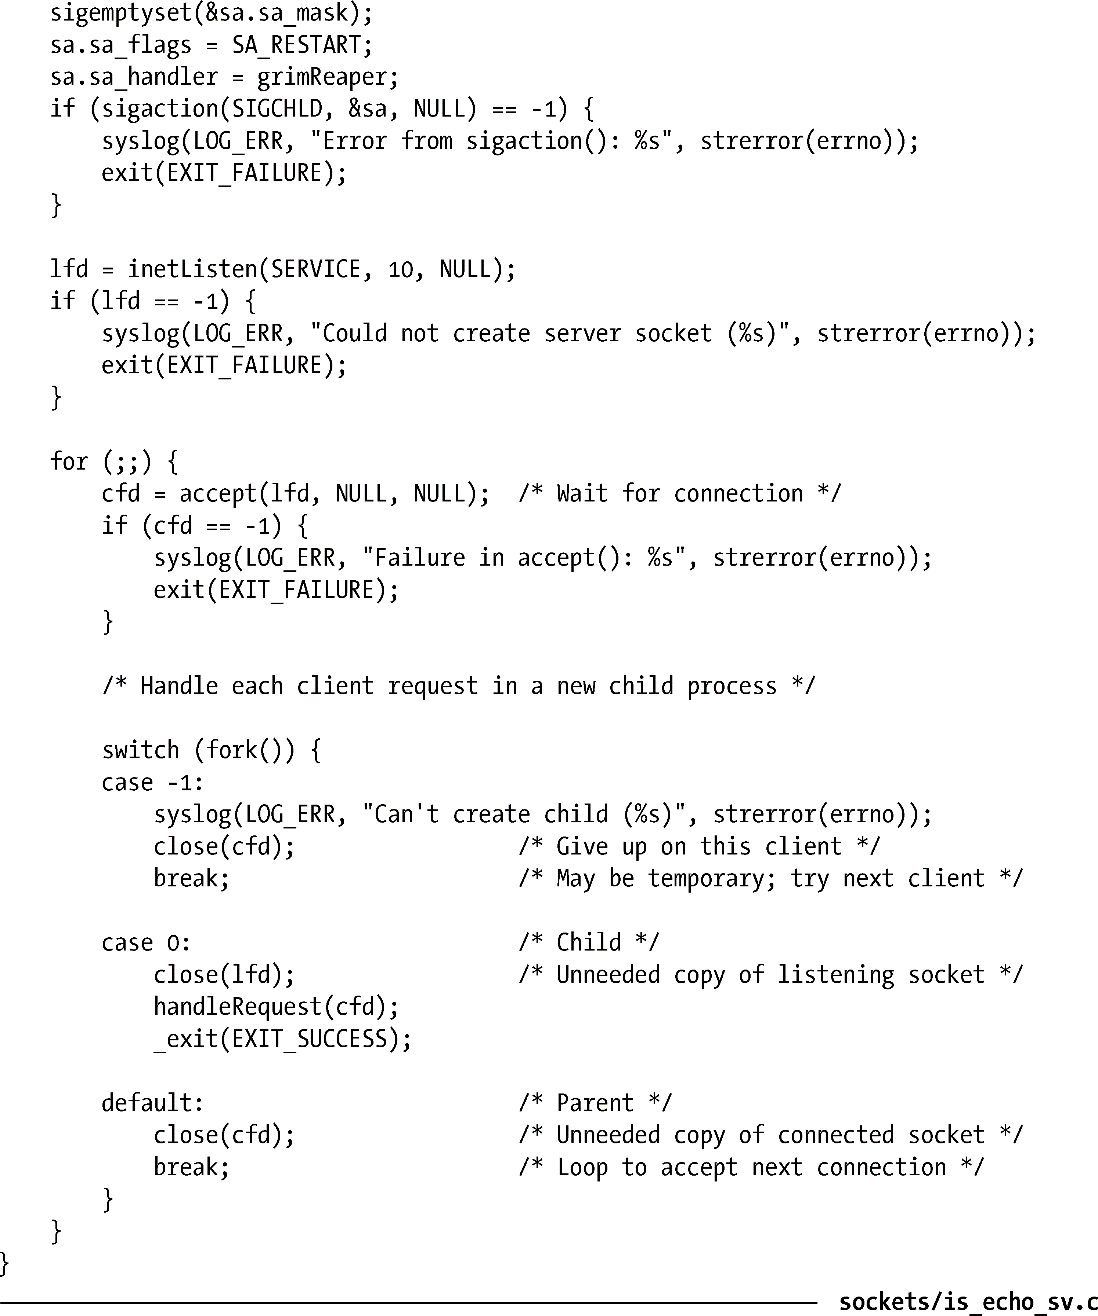 sigemptyset(&sa.sa_mask);
sa.sa_flags = SA_RESTART;
sa.sa_handler = grimReaper;
if (sigaction(SIGCHLD, &sa, NULL) == -1) {
syslog(LOG_ERR, "Error from sigaction(): %s", strerror(errno));
exit(EXIT_FAILURE);
}
lfd = inetListen(SERVICE, 10, NULL);
if (lfd == -1) {
syslog(LOG_ERR, "Could not create server socket (%s)", strerror(errno));
exit(EXIT_FAILURE);
}
for (;;) {
cfd = accept(lfd, NULL, NULL); /* Wait for connection */
if (cfd == -1) {
syslog(LOG_ERR, "Failure in accept(): %s", strerror(errno));
exit(EXIT_FAILURE);
}
/* Handle each client request in a new child process */
switch (fork()) {
case -1:
syslog(LOG_ERR, "Can't create child (%s)", strerror(errno));
close(cfd); /* Give up on this client */
break; /* May be temporary; try next client */
case 0: /* Child */
close(lfd); /* Unneeded copy of listening socket */
handleRequest(cfd);
_exit(EXIT_SUCCESS);
default: /* Parent */
close(cfd); /* Unneeded copy of connected socket */
break; /* Loop to accept next connection */
}
}
}
sockets/is_echo_sv.c